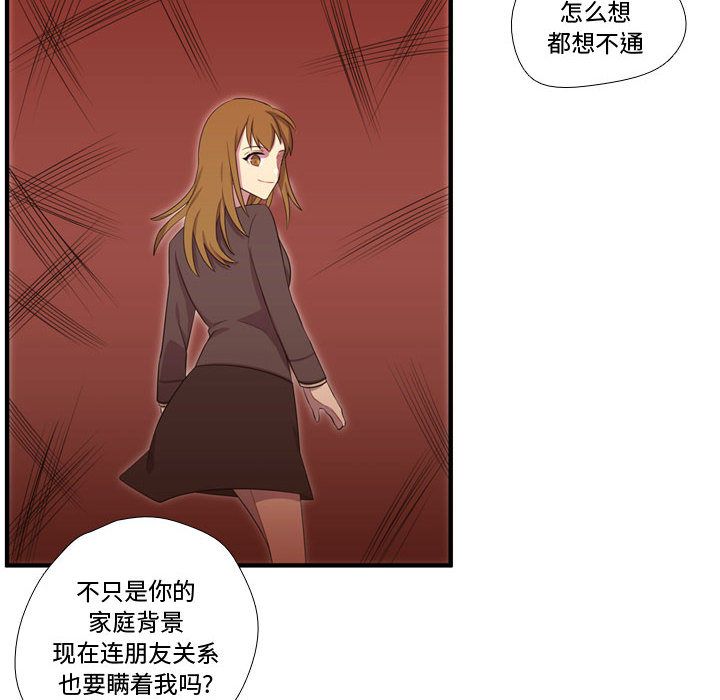 怎么想
都想不通
不只是你的
家庭背景
现在连朋友关系
也要瞒着我吗?